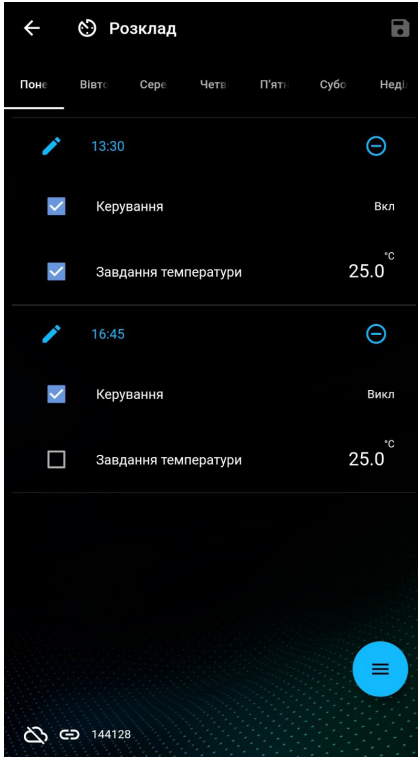 Розклад
Поне Вівто Сере Четв П'ятн Субо Неділ
13:30
Керування Вкл
Завдання температури 25.0 °C
16:45
Керування Викл
Завдання температури 25.0 °C
144128